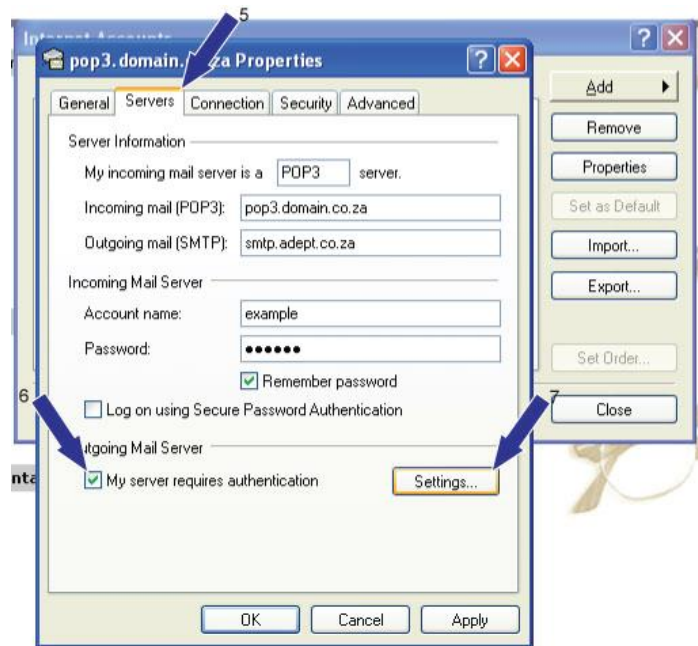 5
Internet Accounts
pop3.domain. za Properties
Add
General Servers Connection Security Advanced
Remove
Server Information
My incoming mail server is a POP3 server.
Properties
Incoming mail (POP3): pop3.domain.co.za
Set as Default
Outgoing mail (SMTP): smtp.adept.co.za
Import...
Incoming Mail Server
Export...
Account name: example
Password: ●●●●●●
Set Order...
Remember password
6
7
Log on using Secure Password Authentication
Close
utgoing Mail Server
nta
My server requires authentication
Settings...
OK Cancel Apply